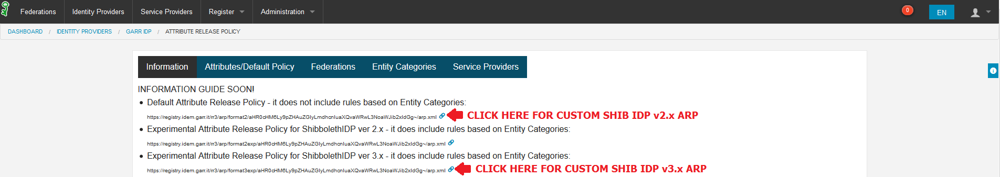 Federations Identity Providers Service Providers Register Administration 0 EN
DASHBOARD / IDENTITY PROVIDERS / GARR IDP / ATTRIBUTE RELEASE POLICY
Information Attributes/Default Policy Federations Entity Categories Service Providers
INFORMATION GUIDE SOON!
• Default Attribute Release Policy - it does not include rules based on Entity Categories:
https://registry.idem.garr.it/rr3/arp/format2/aHR0cHM6Ly9pZHAuZGlyLmdhcnIuaXQvaWRwL3NoaWJib2xldGg~/arp.xml CLICK HERE FOR CUSTOM SHIB IDP v2.x ARP
• Experimental Attribute Release Policy for ShibbolethIDP ver 2.x - it does include rules based on Entity Categories:
https://registry.idem.garr.it/rr3/arp/format2exp/aHR0cHM6Ly9pZHAuZGlyLmdhcnIuaXQvaWRwL3NoaWJib2xldGg~/arp.xml
• Experimental Attribute Release Policy for ShibbolethIDP ver 3.x - it does include rules based on Entity Categories:
https://registry.idem.garr.it/rr3/arp/format3exp/aHR0cHM6Ly9pZHAuZGlyLmdhcnIuaXQvaWRwL3NoaWJib2xldGg~/arp.xml CLICK HERE FOR CUSTOM SHIB IDP v3.x ARP